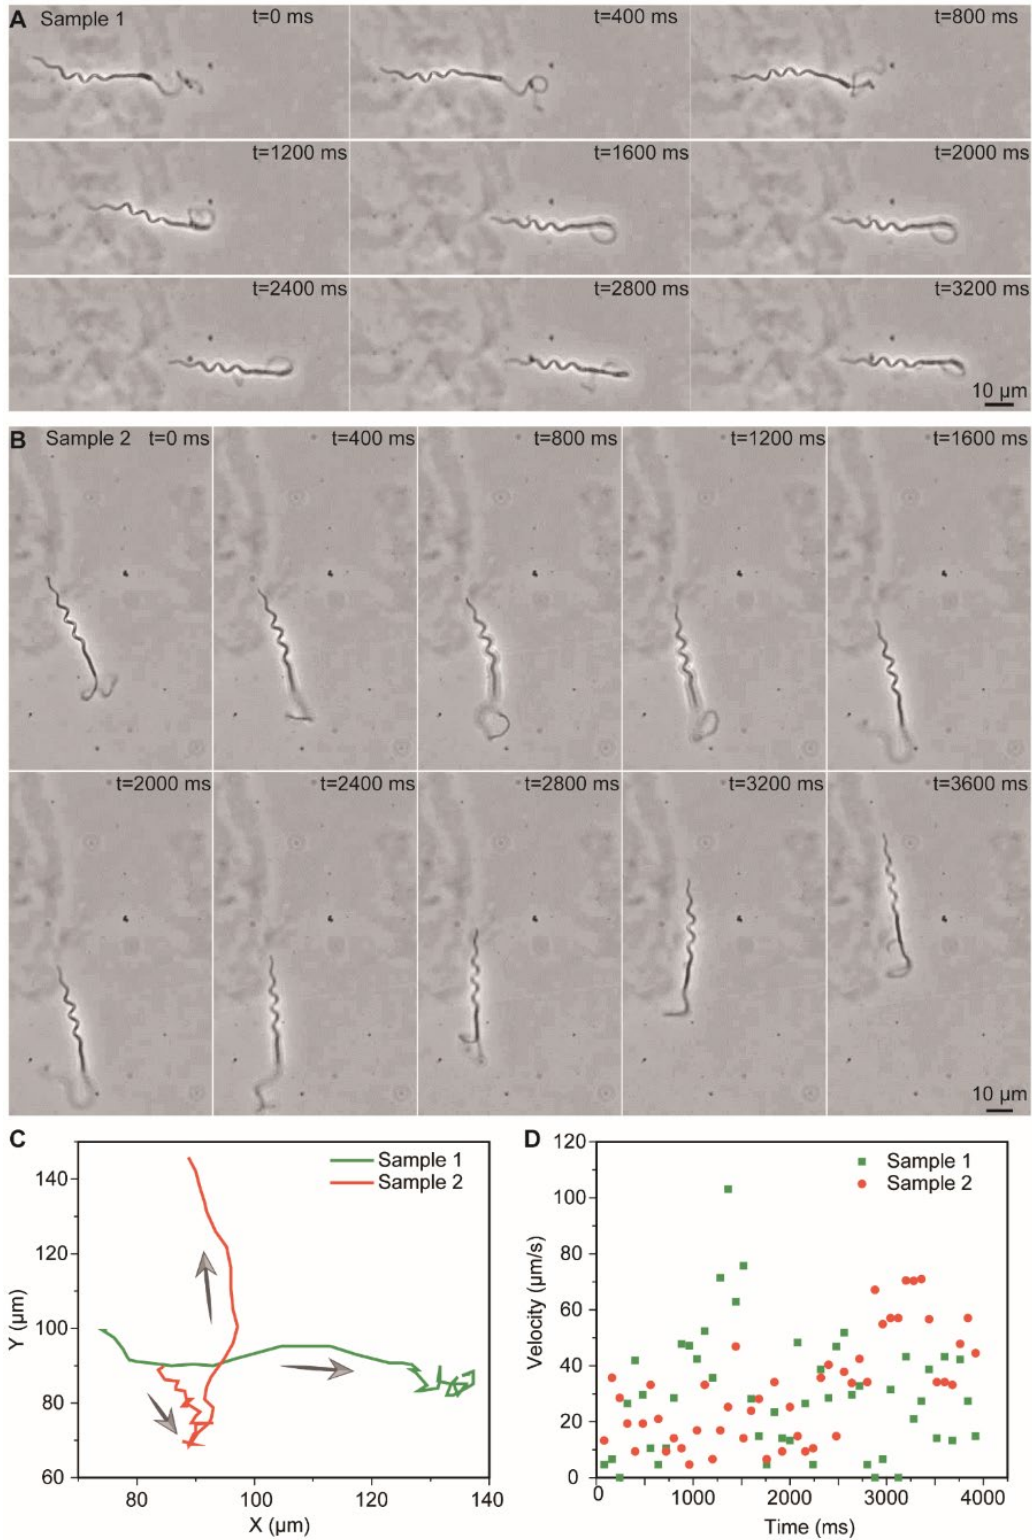 A Sample 1 t=0 ms t=400 ms t=800 ms
t=1200 ms t=1600 ms t=2000 ms
t=2400 ms t=2800 ms t=3200 ms
10 µm
B Sample 2 t=0 ms t=400 ms t=800 ms t=1200 ms t=1600 ms
t=2000 ms t=2400 ms t=2800 ms t=3200 ms t=3600 ms
10 µm
C
Sample 1
Sample 2
140
120
100
80
60
80 100 120 140
Y (µm)
X (µm)
D
Sample 1
Sample 2
120
100
80
60
40
20
0
0 1000 2000 3000 4000
Velocity (µm/s)
Time (ms)